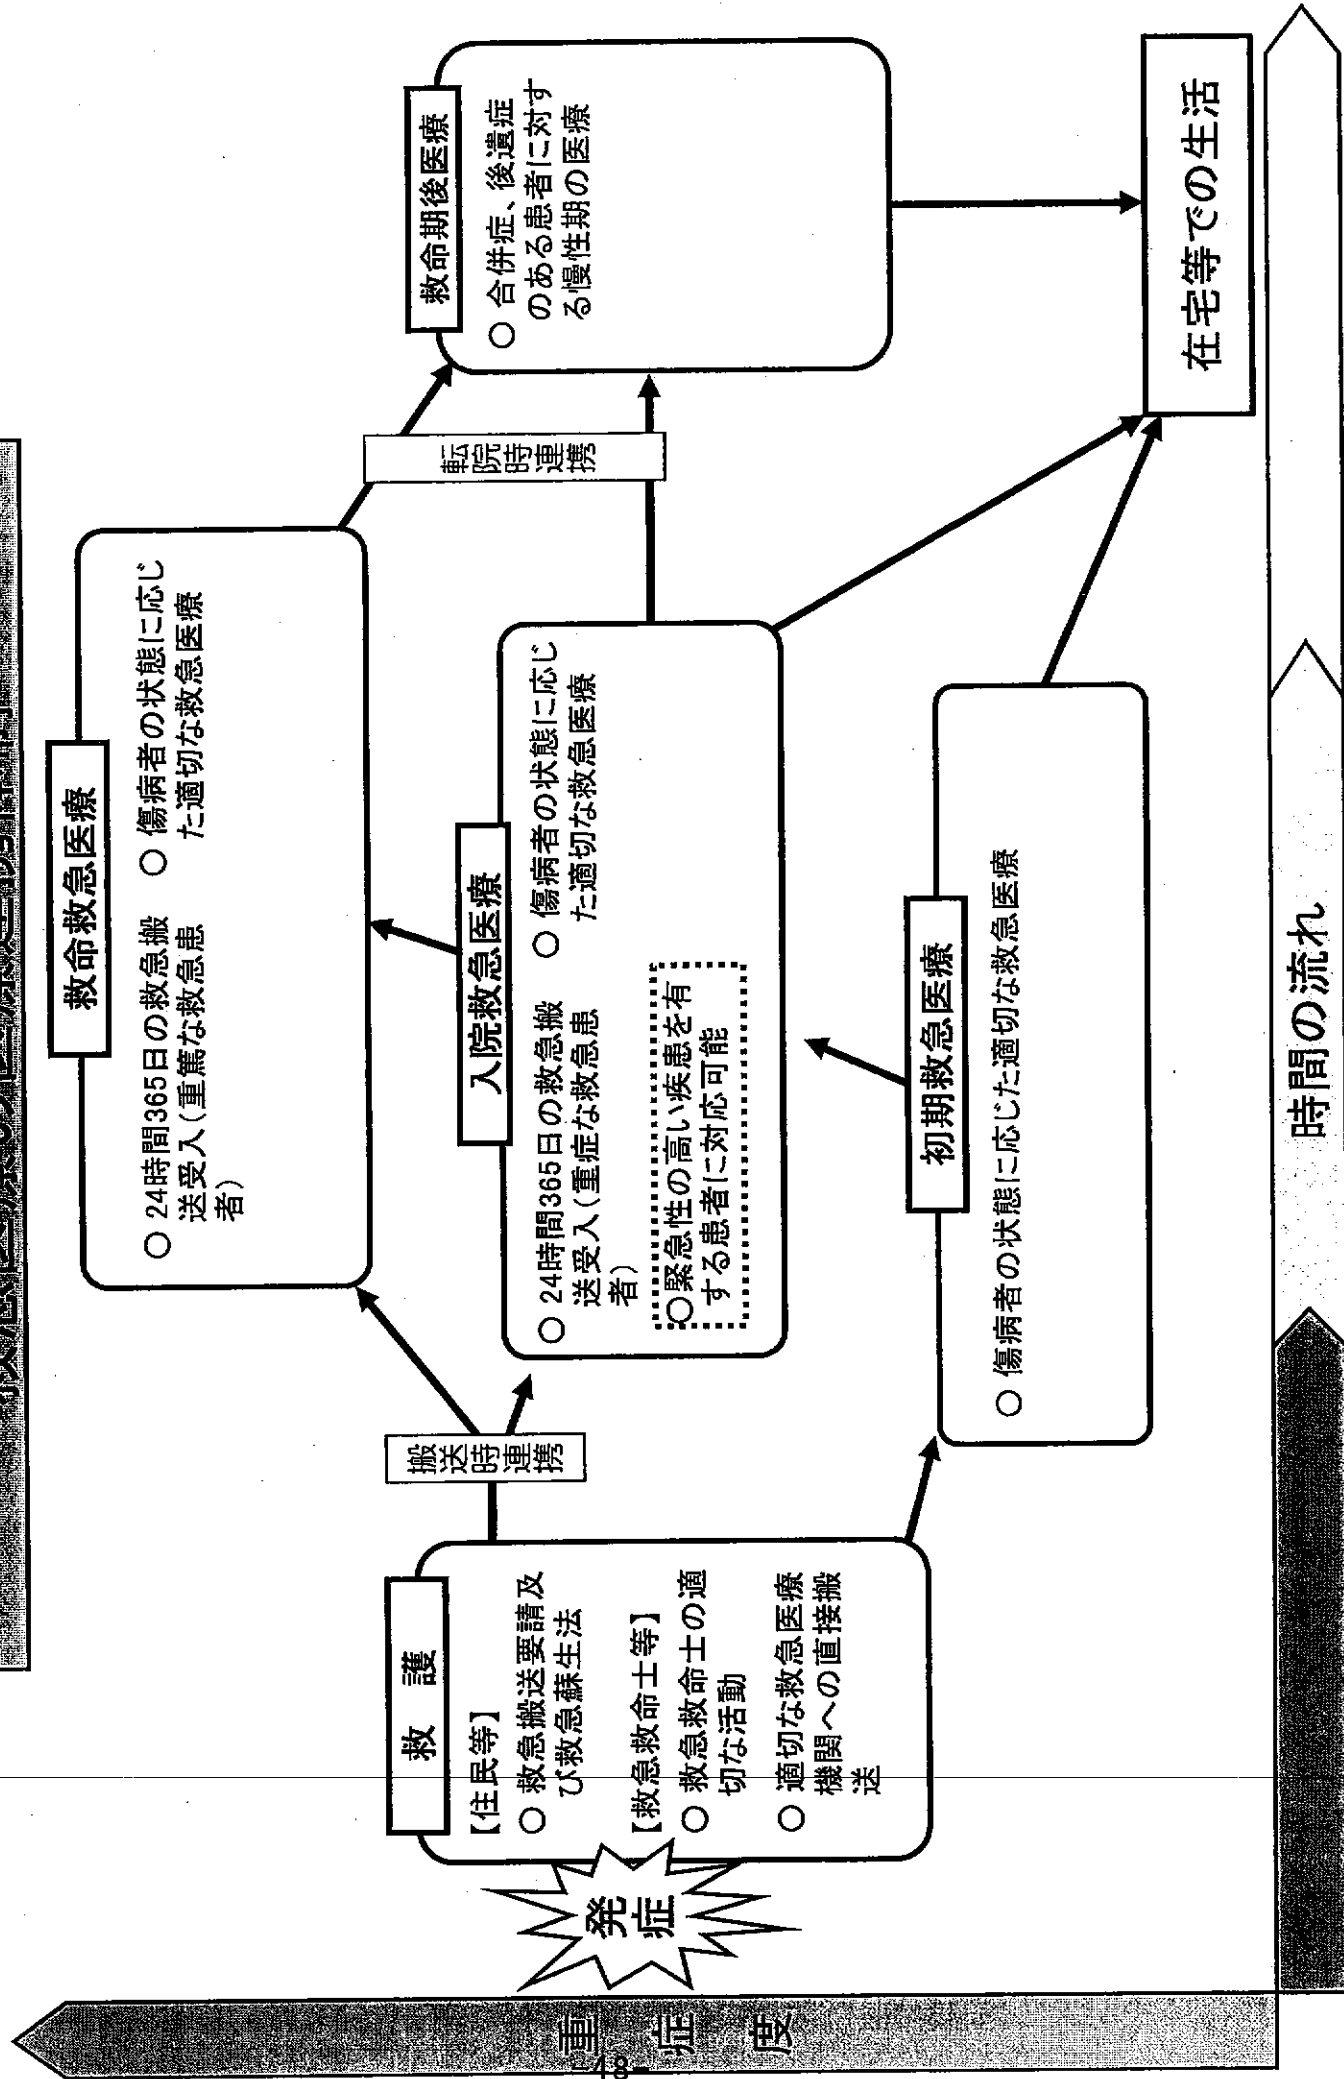 救命救急医療
○ 24時間365日の救急搬
送受入(重篤な救急患
者)
○ 傷病者の状態に応じ
た適切な救急医療
救命期後医療
○ 合併症、後遺症
のある患者に対す
る慢性期の医療
転院時連携
入院救急医療
○ 24時間365日の救急搬
送受入(重症な救急患
者)
○緊急性の高い疾患を有
する患者に対応可能
○ 傷病者の状態に応じ
た適切な救急医療
搬送時連携
救 護
【住民等】
○ 救急搬送要請及
び救急蘇生法
【救急救命士等】
○ 救急救命士の適
切な活動
○ 適切な救急医療
機関への直接搬
送
発
症
初期救急医療
○ 傷病者の状態に応じた適切な救急医療
在宅等での生活
重
症
度
時間の流れ
-48-